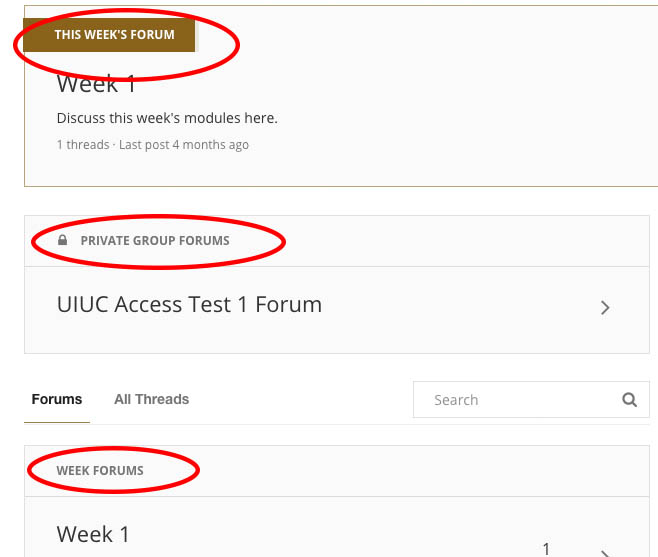 THIS WEEK'S FORUM
Week 1
Discuss this week's modules here.
1 threads · Last post 4 months ago
PRIVATE GROUP FORUMS
UIUC Access Test 1 Forum
Forums All Threads Search
WEEK FORUMS
Week 1
1